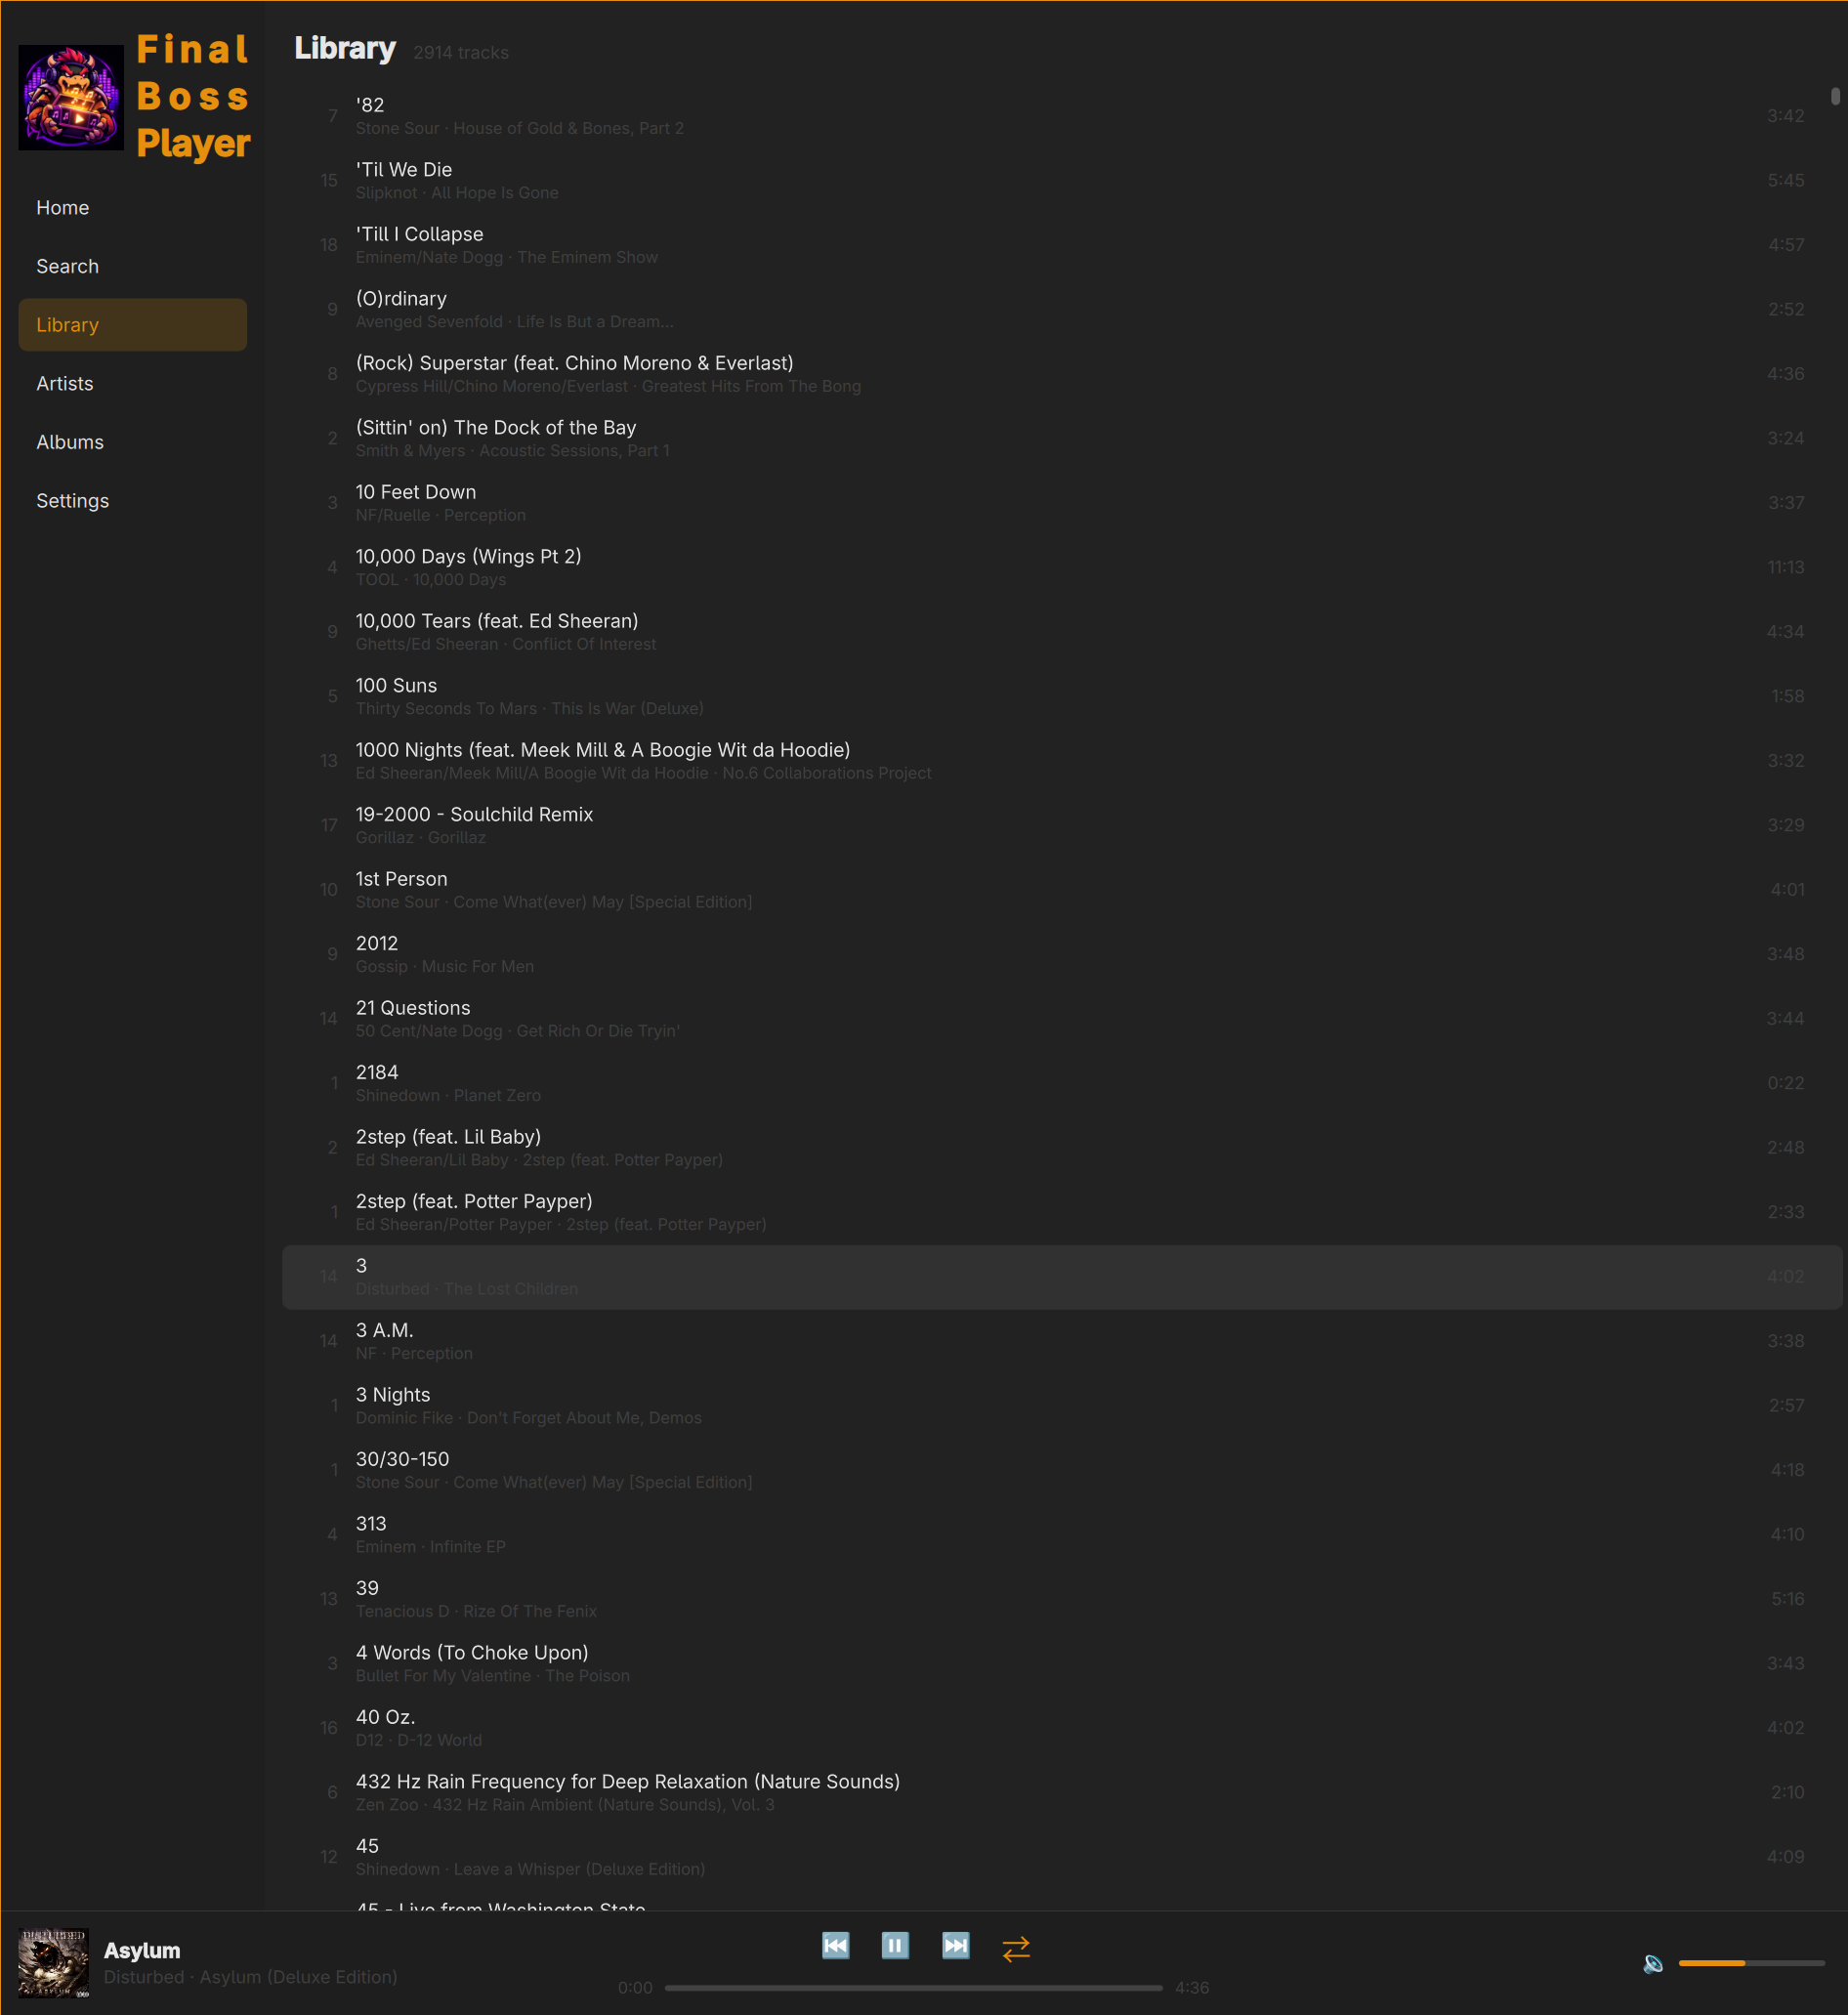 Final
Boss
Player
Home
Search
Library
Artists
Albums
Settings
Library 2914 tracks
7 '82 3:42
Stone Sour · House of Gold & Bones, Part 2
15 'Til We Die 5:45
Slipknot · All Hope Is Gone
18 'Till I Collapse 4:57
Eminem/Nate Dogg · The Eminem Show
9 (O)rdinary 2:52
Avenged Sevenfold · Life Is But a Dream...
8 (Rock) Superstar (feat. Chino Moreno & Everlast) 4:36
Cypress Hill/Chino Moreno/Everlast · Greatest Hits From The Bong
2 (Sittin' on) The Dock of the Bay 3:24
Smith & Myers · Acoustic Sessions, Part 1
3 10 Feet Down 3:37
NF/Ruelle · Perception
4 10,000 Days (Wings Pt 2) 11:13
TOOL · 10,000 Days
9 10,000 Tears (feat. Ed Sheeran) 4:34
Ghetts/Ed Sheeran · Conflict Of Interest
5 100 Suns 1:58
Thirty Seconds To Mars · This Is War (Deluxe)
13 1000 Nights (feat. Meek Mill & A Boogie Wit da Hoodie) 3:32
Ed Sheeran/Meek Mill/A Boogie Wit da Hoodie · No.6 Collaborations Project
17 19-2000 - Soulchild Remix 3:29
Gorillaz · Gorillaz
10 1st Person 4:01
Stone Sour · Come What(ever) May [Special Edition]
9 2012 3:48
Gossip · Music For Men
14 21 Questions 3:44
50 Cent/Nate Dogg · Get Rich Or Die Tryin'
1 2184 0:22
Shinedown · Planet Zero
2 2step (feat. Lil Baby) 2:48
Ed Sheeran/Lil Baby · 2step (feat. Potter Payper)
1 2step (feat. Potter Payper) 2:33
Ed Sheeran/Potter Payper · 2step (feat. Potter Payper)
14 3 4:02
Disturbed · The Lost Children
14 3 A.M. 3:38
NF · Perception
1 3 Nights 2:57
Dominic Fike · Don't Forget About Me, Demos
1 30/30-150 4:18
Stone Sour · Come What(ever) May [Special Edition]
4 313 4:10
Eminem · Infinite EP
13 39 5:16
Tenacious D · Rize Of The Fenix
3 4 Words (To Choke Upon) 3:43
Bullet For My Valentine · The Poison
16 40 Oz. 4:02
D12 · D-12 World
6 432 Hz Rain Frequency for Deep Relaxation (Nature Sounds) 2:10
Zen Zoo · 432 Hz Rain Ambient (Nature Sounds), Vol. 3
12 45 4:09
Shinedown · Leave a Whisper (Deluxe Edition)
45 - Live from Washington State
DISTURBED
ASYLUM
Asylum
Disturbed · Asylum (Deluxe Edition)
0:00 4:36